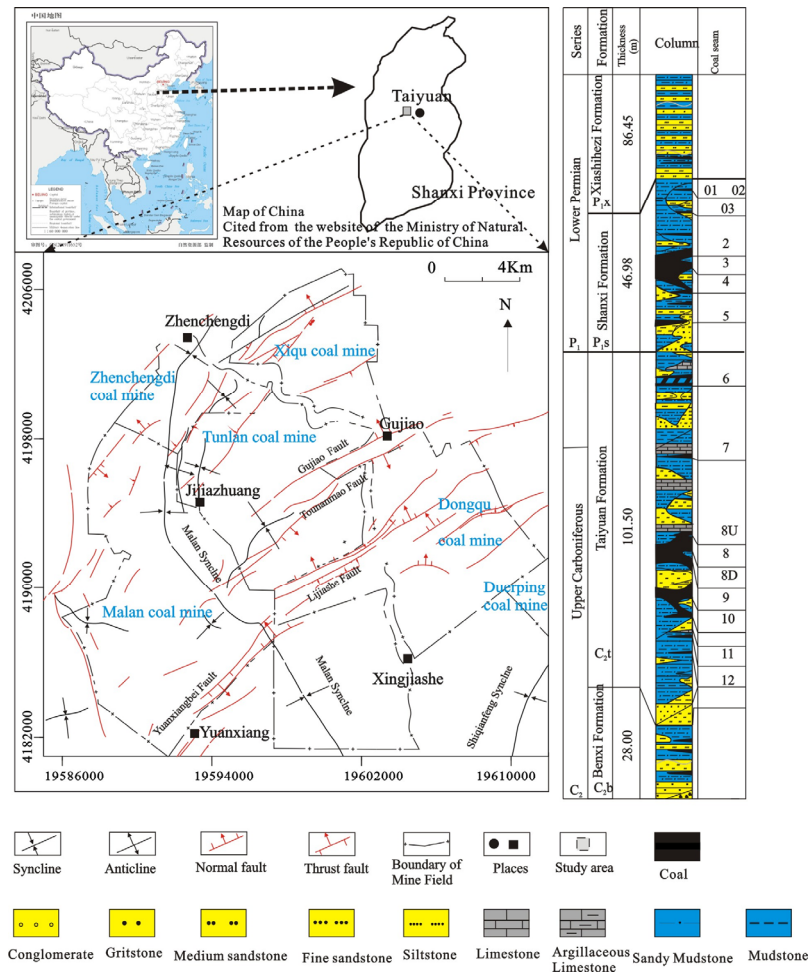 中国地图
LEGEND
Taiyuan
Shanxi Province
Map of China
Cited from the website of the Ministry of Natural
Resources of the People's Republic of China
0 4Km
N
4206000
4198000
4190000
4182000
19586000
19594000
19602000
19610000
Zhenchengdi
Xiqu coal mine
Zhenchengdi
coal mine
Tunlan coal mine
Gujiao
Gujiao Fault
Jijiazhuang
Dongqu
coal mine
Malan Syncline
Lijiashe Fault
Duerping
coal mine
Malan coal mine
Xingjiashe
Malan Syncline
Yuanxiangbei Fault
Shiqianfeng Syncline
Yuanxiang
Series
Formation
Thickness
(m)
Column
Coal seam
Lower Permian
P₁
Upper Carboniferous
C₂
Xiashihezi Formation
P₁x
86.45
Shanxi Formation
P₁s
46.98
Taiyuan Formation
C₂t
101.50
Benxi Formation
C₂b
28.00
01 02
03
2
3
4
5
6
7
8U
8
8D
9
10
11
12
Syncline
Anticline
Normal fault
Thrust fault
Boundary of
Mine Field
Places
Study area
Coal
Conglomerate
Gritstone
Medium sandstone
Fine sandstone
Siltstone
Limestone
Argillaceous
Limestone
Sandy Mudstone
Mudstone